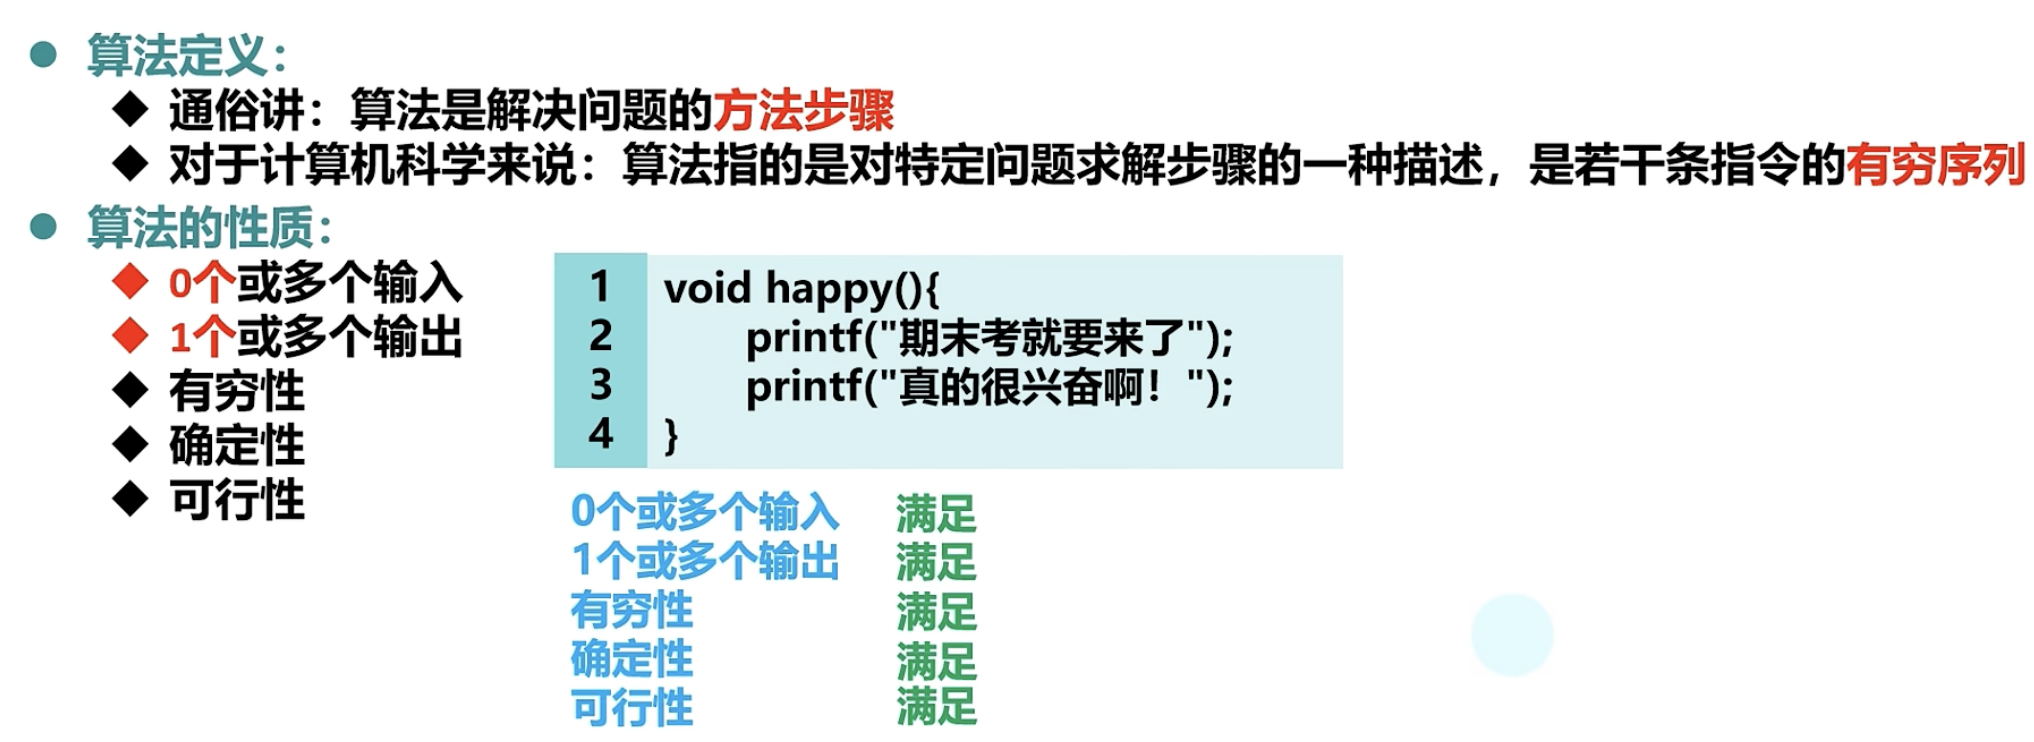 算法定义：
通俗讲：算法是解决问题的方法步骤
对于计算机科学来说：算法指的是对特定问题求解步骤的一种描述，是若干条指令的有穷序列
算法的性质：
0个或多个输入
1个或多个输出
有穷性
确定性
可行性
1 void happy(){
2 printf("期末考就要来了");
3 printf("真的很兴奋啊！");
4 }
0个或多个输入 满足
1个或多个输出 满足
有穷性 满足
确定性 满足
可行性 满足